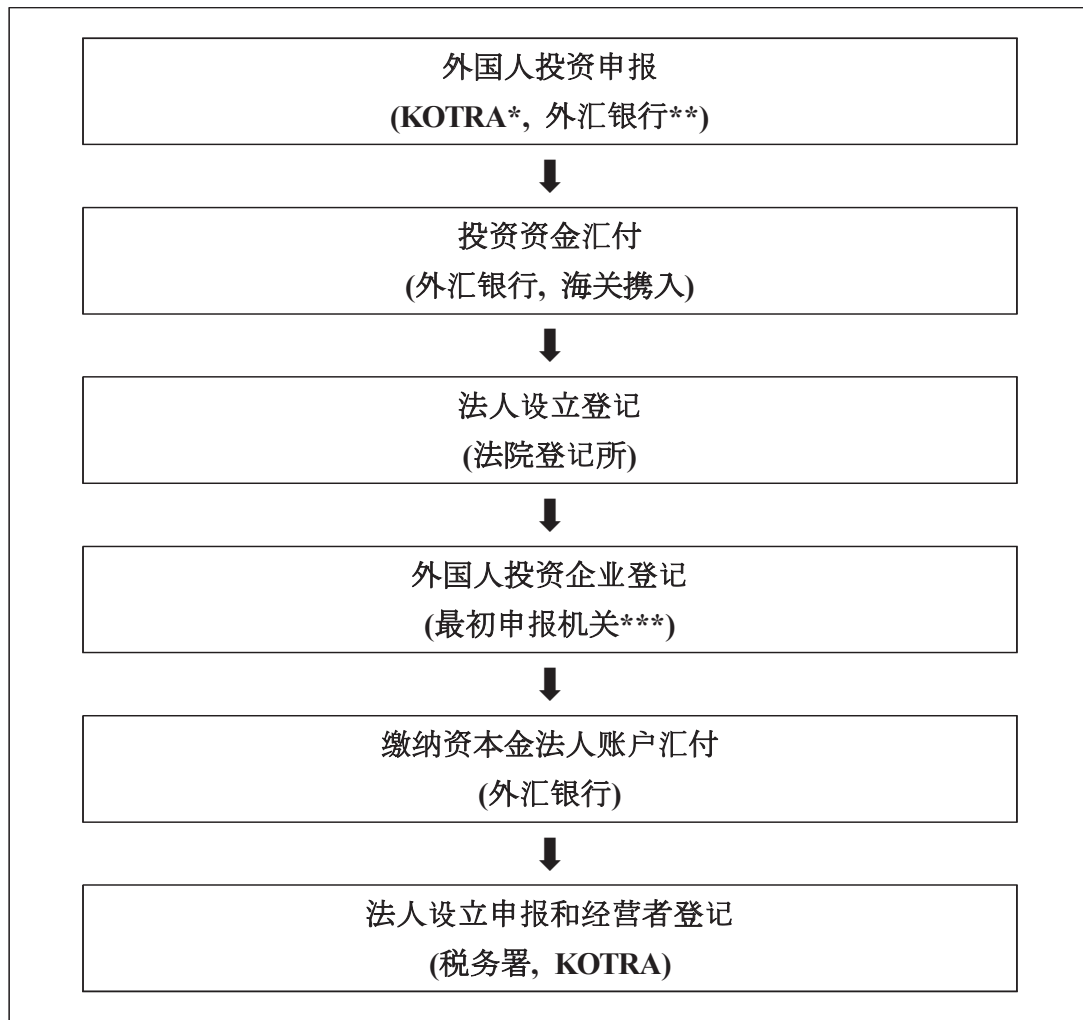 外国人投资申报
(KOTRA*, 外汇银行**)
投资资金汇付
(外汇银行, 海关携入)
法人设立登记
(法院登记所)
外国人投资企业登记
(最初申报机关***)
缴纳资本金法人账户汇付
(外汇银行)
法人设立申报和经营者登记
(税务署, KOTRA)